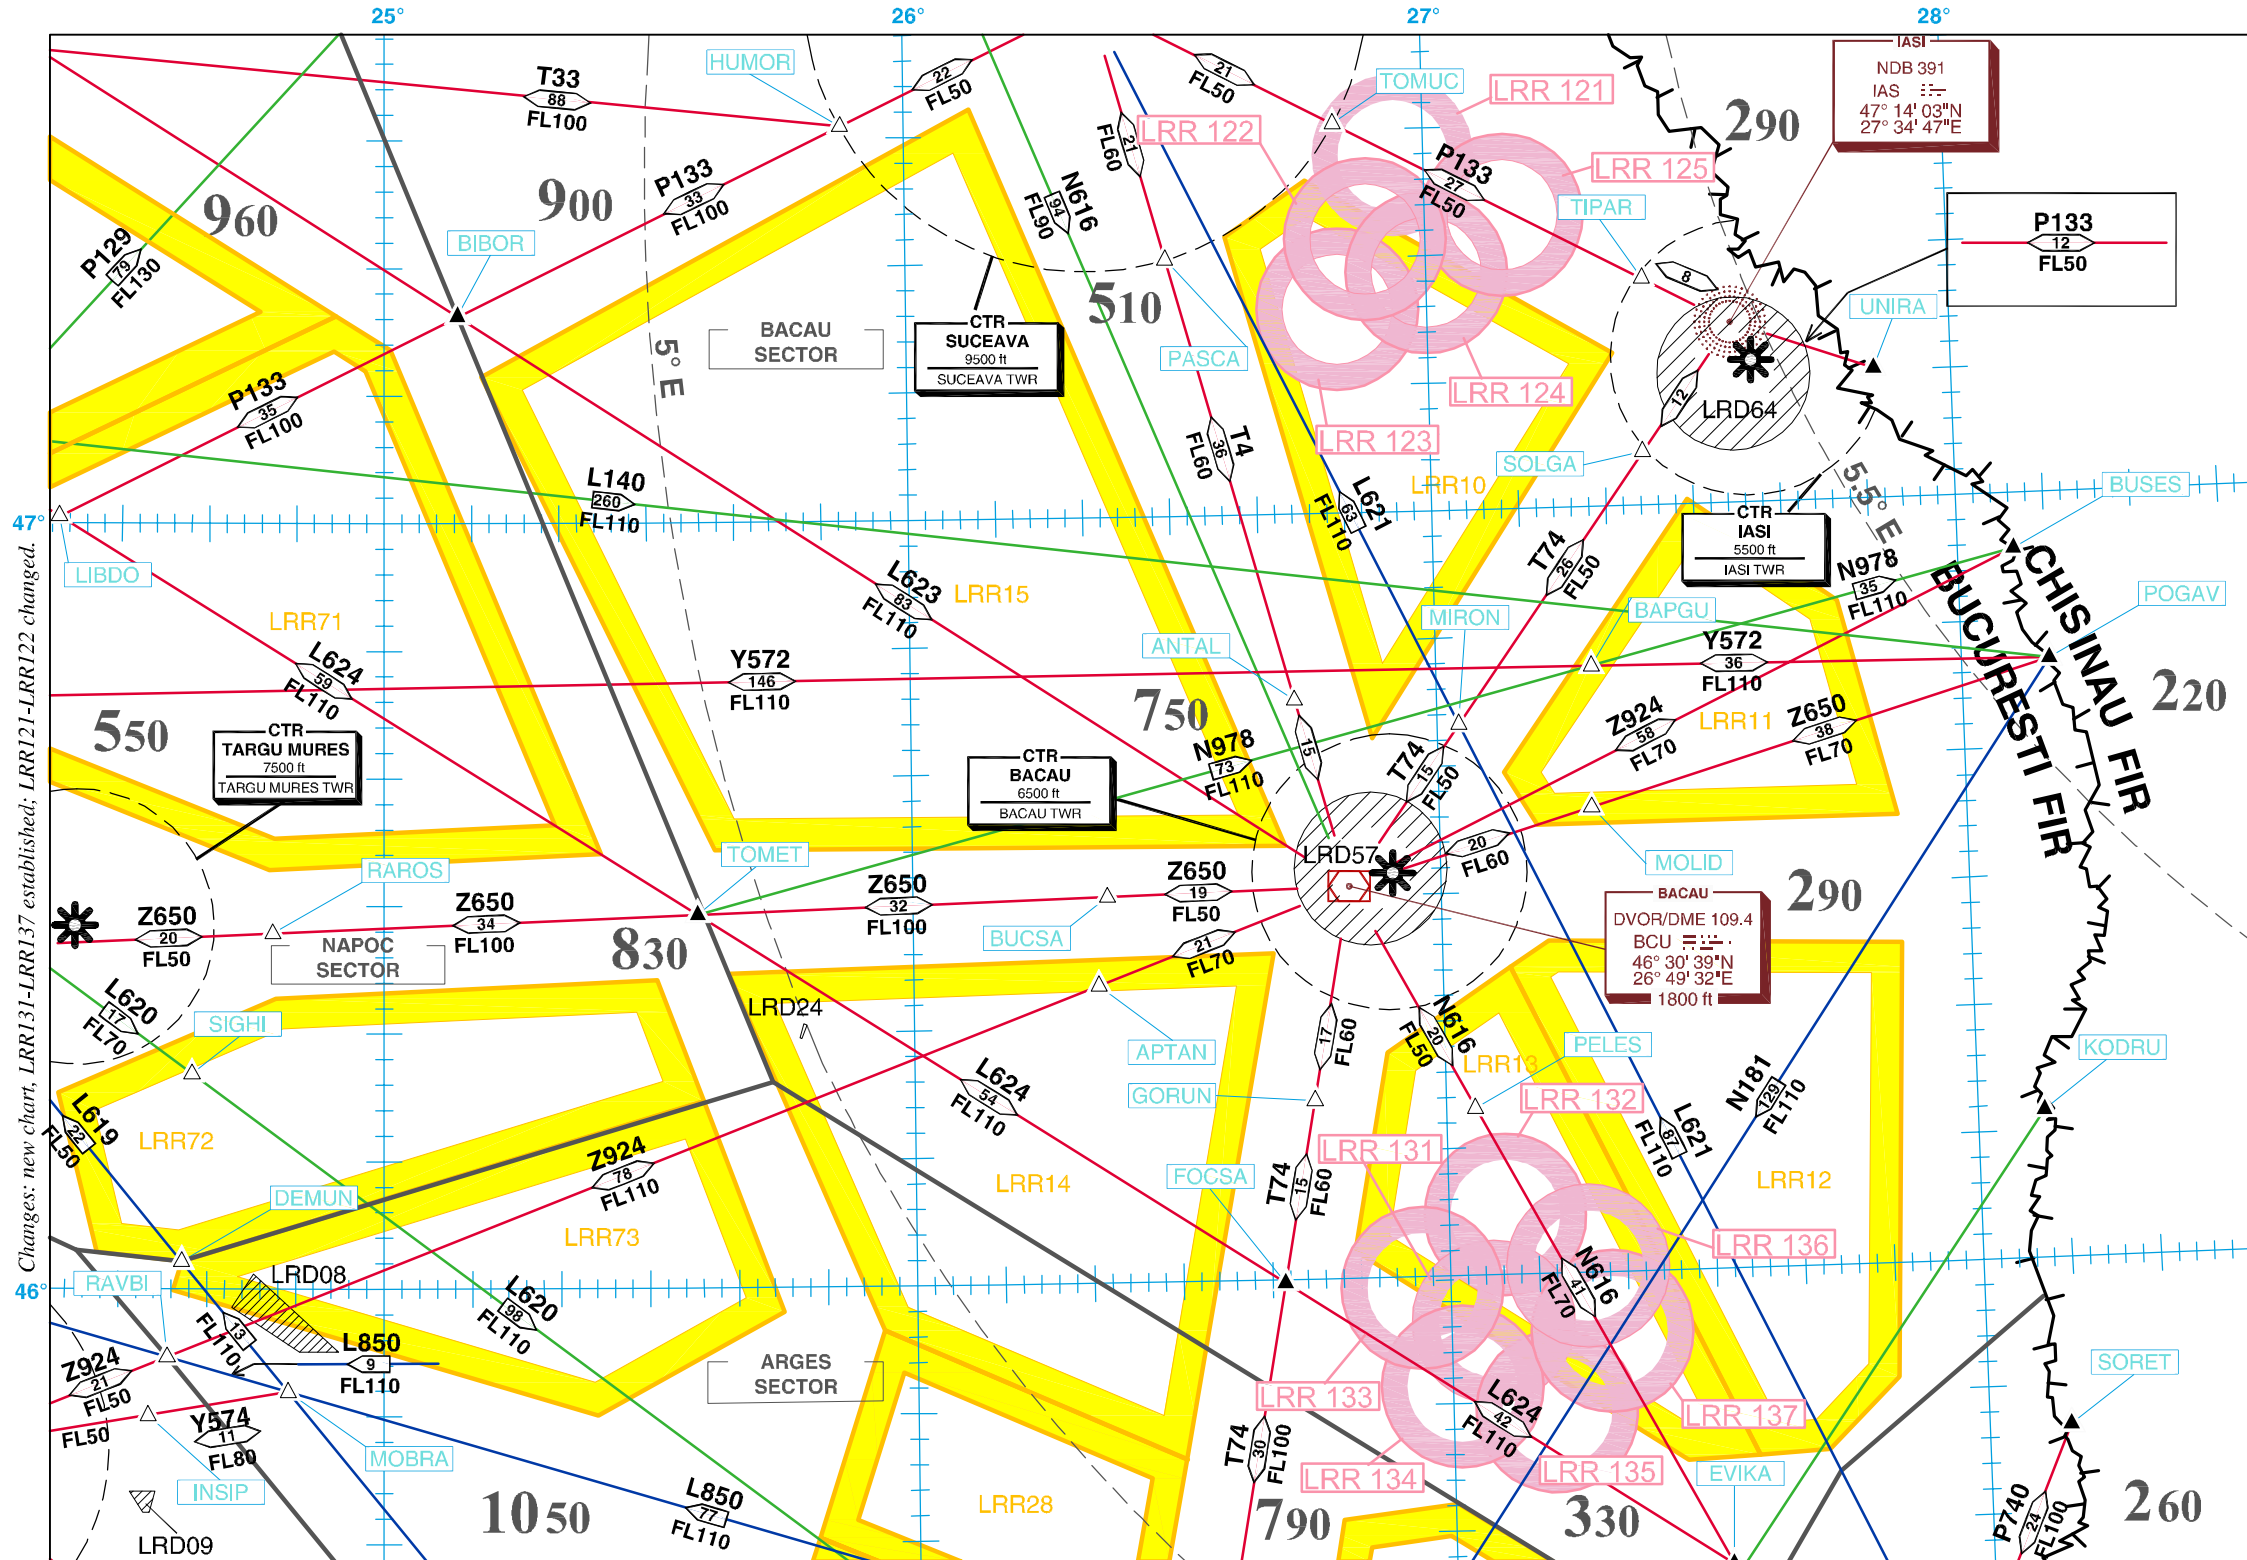 25°
26°
27°
28°
HUMOR
TOMUC
T33
88
FL100
22
FL50
21
FL50
21
FL60
LRR 121
LRR 122
LRR 125
IASI
NDB 391
IAS
47° 14' 03"N
27° 34' 47"E
290
960
900
P133
33
FL100
N616
94
FL90
P133
27
FL50
TIPAR
P133
12
FL50
P129
79
FL130
BIBOR
8
BACAU
SECTOR
CTR
SUCEAVA
9500 ft
SUCEAVA TWR
510
UNIRA
5° E
PASCA
P133
35
FL100
LRR 124
LRR 123
12
LRD64
T4
36
FL60
SOLGA
LRR10
5.5° E
BUSES
L140
260
FL110
L621
63
FL110
CTR
IASI
5500 ft
IASI TWR
47°
T74
26
FL50
LIBDO
LRR71
L623
83
FL110
LRR15
N978
35
FL110
BAPGU
MIRON
POGAV
CHISINAU FIR
BUCURESTI FIR
L624
59
FL110
Y572
146
FL110
ANTAL
Y572
36
FL110
220
550
750
CTR
TARGU MURES
7500 ft
TARGU MURES TWR
15
N978
73
FL110
T74
15
FL50
Z924
58
FL70
LRR11
Z650
38
FL70
CTR
BACAU
6500 ft
BACAU TWR
RAROS
TOMET
LRD57
20
FL60
MOLID
Z650
20
FL50
Z650
34
FL100
Z650
32
FL100
Z650
19
FL50
BUCSA
290
BACAU
DVOR/DME 109.4
BCU
46° 30' 39"N
26° 49' 32"E
1800 ft
NAPOC
SECTOR
830
21
FL70
L620
17
FL70
SIGHI
LRD24
APTAN
17
FL60
N616
20
FL50
PELES
KODRU
LRR13
GORUN
L624
54
FL110
LRR 132
N181
129
FL110
L621
87
FL110
L619
22
FL50
LRR72
Z924
78
FL110
LRR 131
FOCSA
T74
15
FL60
LRR14
LRR12
DEMUN
LRR73
LRR 136
RAVBI
46°
LRD08
L620
98
FL110
N616
41
FL70
13
FL110
L850
9
FL110
Z924
21
FL50
ARGES
SECTOR
SORET
LRR 133
L624
42
FL110
LRR 137
FL50
Y574
11
FL80
T74
30
FL100
MOBRA
INSIP
LRR 134
LRR 135
EVIKA
LRD09
1050
L850
77
FL110
LRR28
790
330
260
P740
24
FL100
Changes: new chart, LRR131-LRR137 established; LRR121-LRR122 changed.